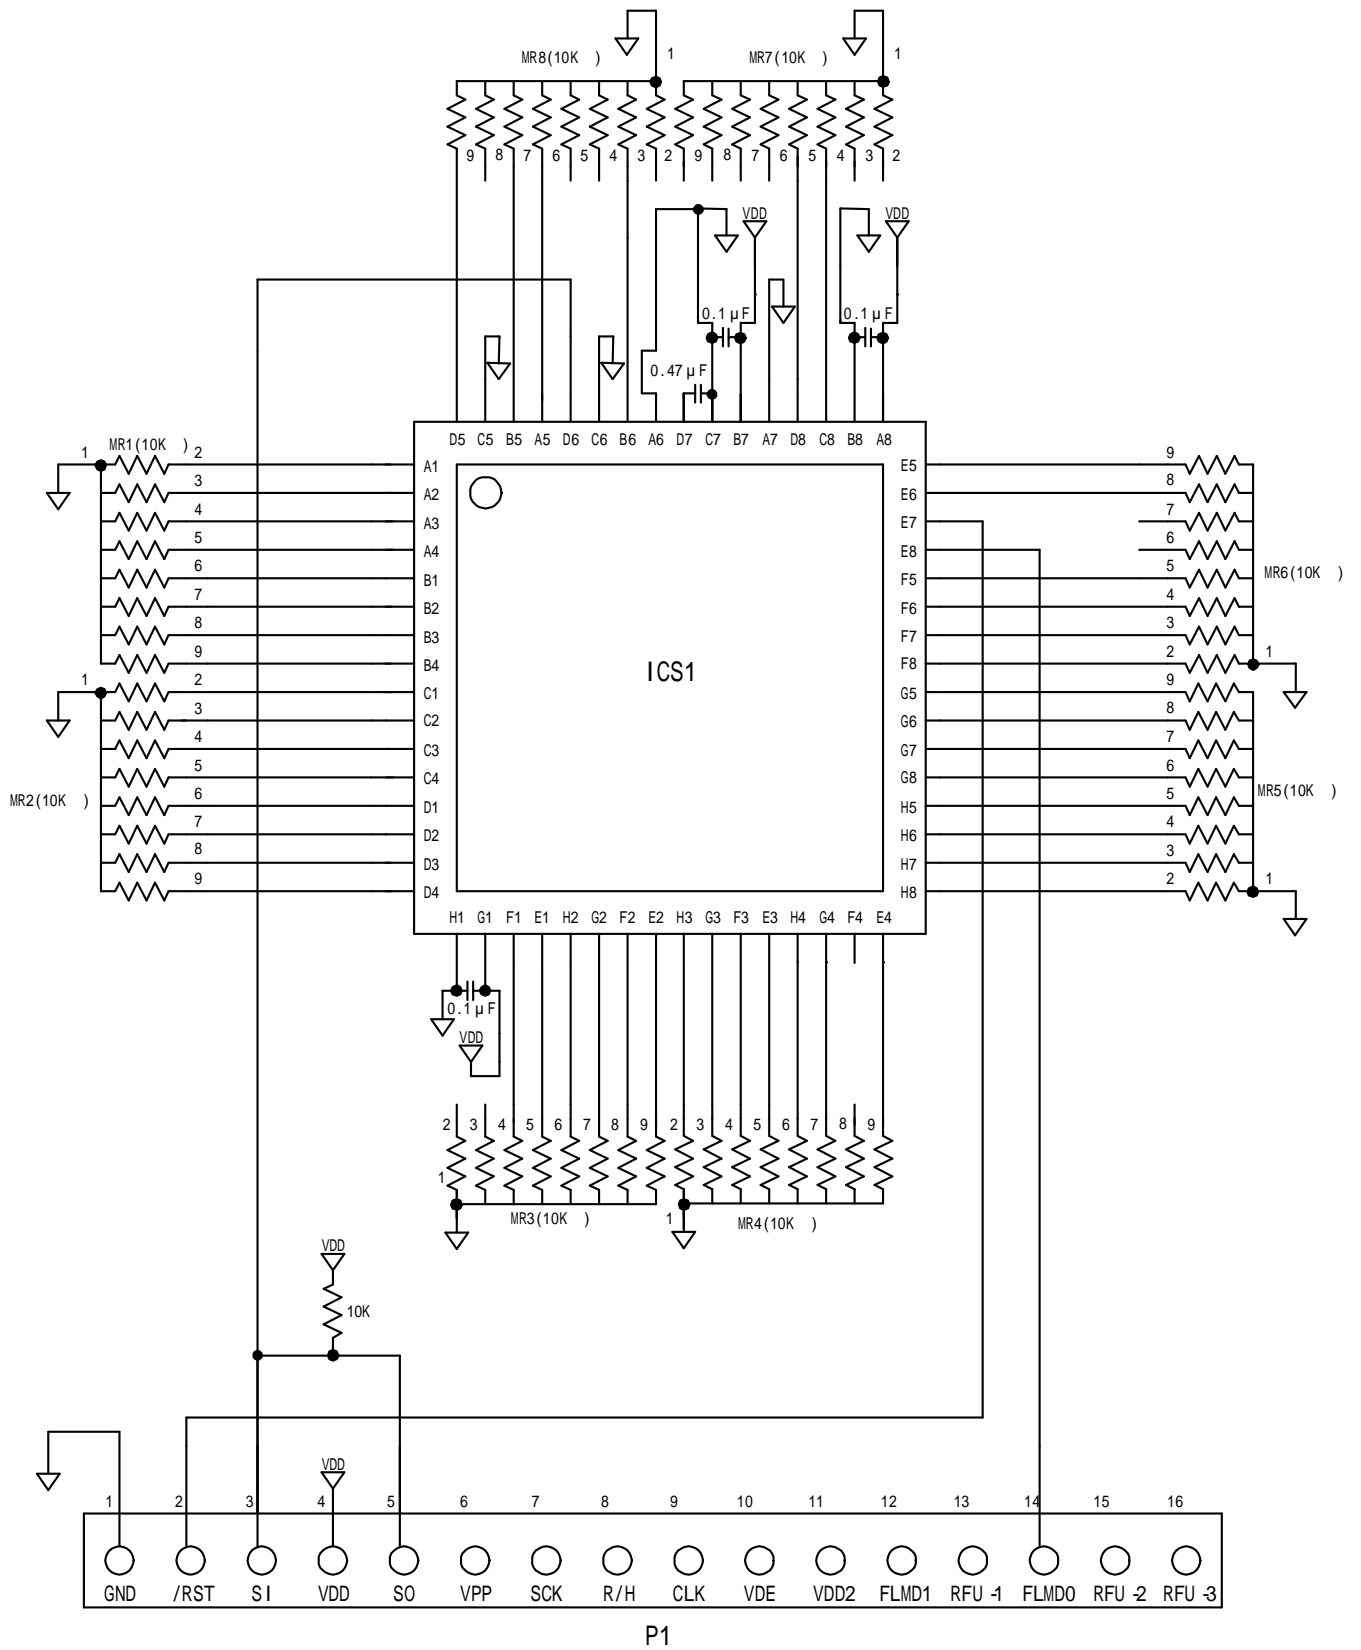 1 1
MR8(10K ) MR7(10K )
9 8 7 6 5 4 3 2 9 8 7 6 5 4 3 2
VDD VDD
0.1μF 0.1μF
0.47μF
D5 C5 B5 A5 D6 C6 B6 A6 D7 C7 B7 A7 D8 C8 B8 A8
1 MR1(10K ) 2 A1 E5 9
3 A2 E6 8
4 A3 E7 7
5 A4 E8 6
6 B1 F5 5 MR6(10K )
7 B2 F6 4
8 B3 F7 3
9 B4 ICS1 F8 2 1
1 2 C1 G5 9
3 C2 G6 8
4 C3 G7 7
5 C4 G8 6
MR2(10K ) 6 D1 H5 5 MR5(10K )
7 D2 H6 4
8 D3 H7 3
9 D4 H8 2 1
H1 G1 F1 E1 H2 G2 F2 E2 H3 G3 F3 E3 H4 G4 F4 E4
0.1μF
VDD
2 3 4 5 6 7 8 9 2 3 4 5 6 7 8 9
1 MR3(10K ) 1 MR4(10K )
VDD
10K
VDD
1 2 3 4 5 6 7 8 9 10 11 12 13 14 15 16
GND /RST SI VDD SO VPP SCK R/H CLK VDE VDD2 FLMD1 RFU-1 FLMD0 RFU-2 RFU-3
P1